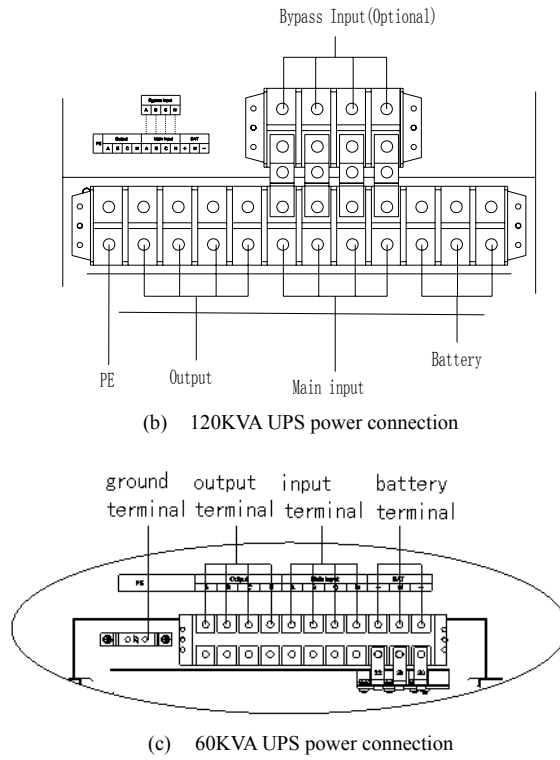 Bypass Input(Optional)
Bypass Input
A B C N
PE Output Main Input BAT
A B C N A B C N + N -
PE
Output
Main input
Battery
(b) 120KVA UPS power connection
ground output input battery
terminal terminal terminal terminal
PE Output Main input BAT
(c) 60KVA UPS power connection